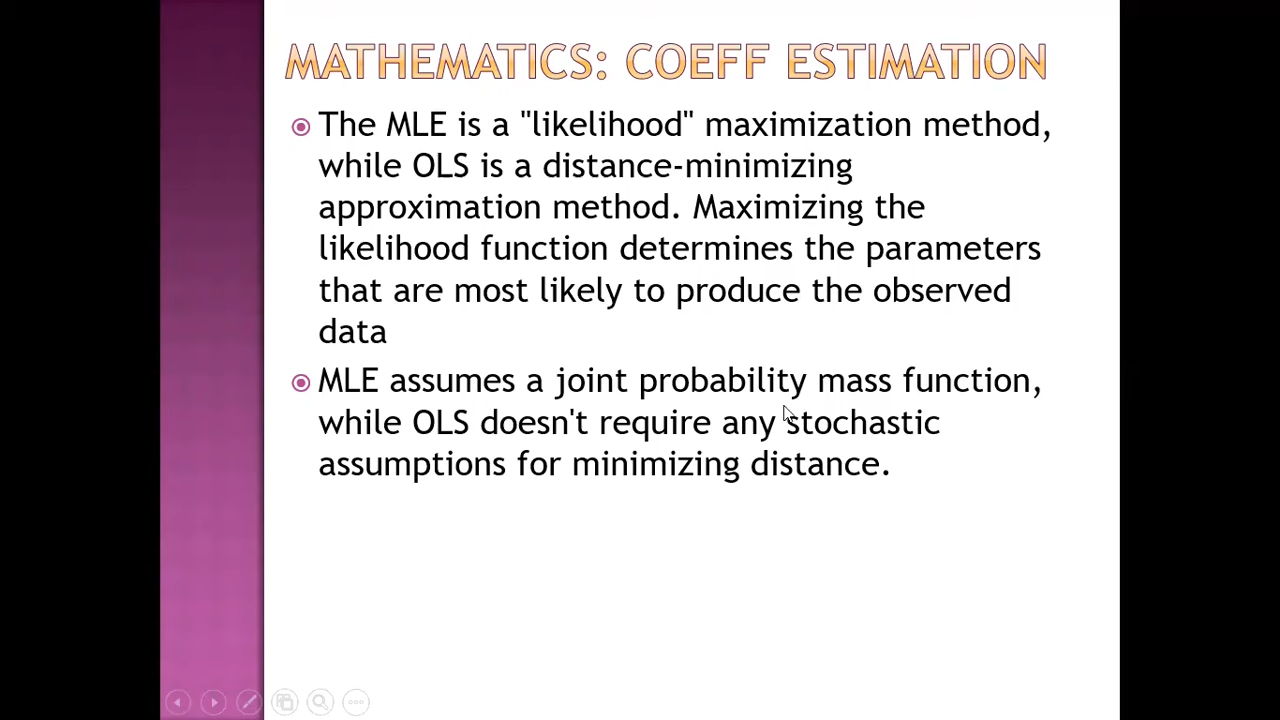 MATHEMATICS: COEFF ESTIMATION
The MLE is a "likelihood" maximization method,
while OLS is a distance-minimizing
approximation method. Maximizing the
likelihood function determines the parameters
that are most likely to produce the observed
data
MLE assumes a joint probability mass function,
while OLS doesn't require any stochastic
assumptions for minimizing distance.